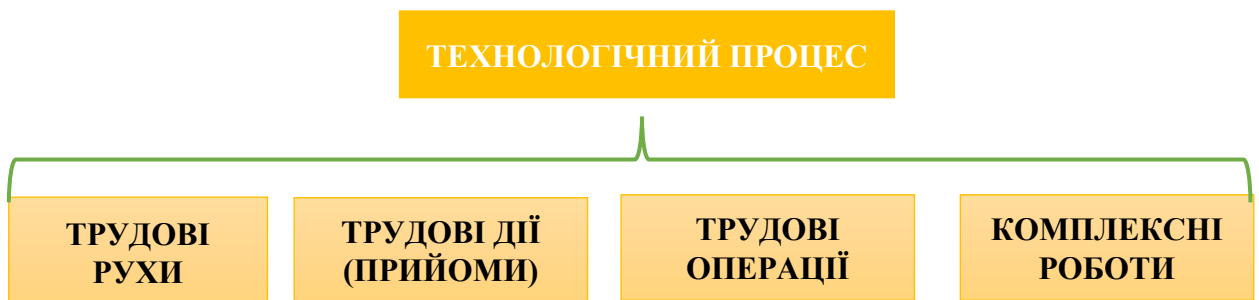 ТЕХНОЛОГІЧНИЙ ПРОЦЕС
ТРУДОВІ
РУХИ
ТРУДОВІ ДІЇ
(ПРИЙОМИ)
ТРУДОВІ
ОПЕРАЦІЇ
КОМПЛЕКСНІ
РОБОТИ